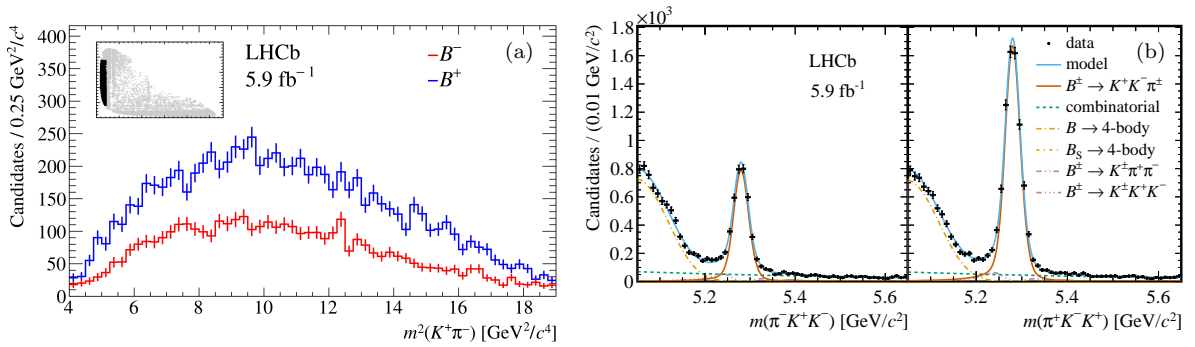 (a)
LHCb
5.9 fb⁻¹
B⁻
B⁺
Candidates / 0.25 GeV²/c⁴
400
350
300
250
200
150
100
50
0
4 6 8 10 12 14 16 18
m²(K⁺π⁻) [GeV²/c⁴]
×10³
LHCb
5.9 fb⁻¹
(b)
data
model
B± → K⁺K⁻π±
combinatorial
B → 4-body
B_S → 4-body
B± → K±π⁺π⁻
B± → K±K⁺K⁻
Candidates / (0.01 GeV/c²)
1.8
1.6
1.4
1.2
1.0
0.8
0.6
0.4
0.2
0
5.2 5.4 5.6 5.2 5.4 5.6
m(π⁻K⁺K⁻) [GeV/c²] m(π⁺K⁻K⁺) [GeV/c²]